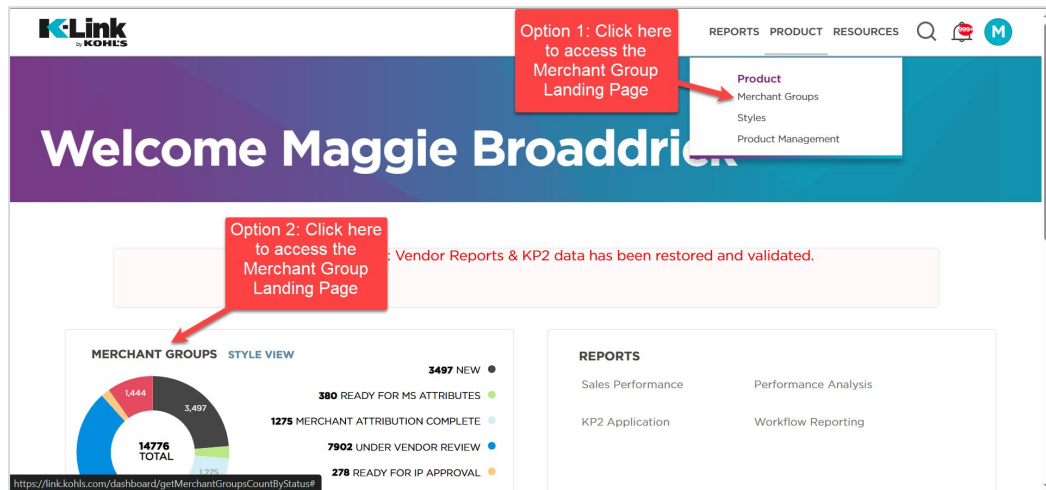 K-Link
by KOHL'S
Option 1: Click here
to access the
Merchant Group
Landing Page
REPORTS PRODUCT RESOURCES
999+
M
Product
Merchant Groups
Styles
Product Management
Welcome Maggie Broaddrick
Option 2: Click here
to access the
Merchant Group
Landing Page
: Vendor Reports & KP2 data has been restored and validated.
MERCHANT GROUPS STYLE VIEW
3497 NEW
380 READY FOR MS ATTRIBUTES
1275 MERCHANT ATTRIBUTION COMPLETE
7902 UNDER VENDOR REVIEW
278 READY FOR IP APPROVAL
1,444
3,497
14776
TOTAL
1,275
REPORTS
Sales Performance Performance Analysis
KP2 Application Workflow Reporting
https://link.kohls.com/dashboard/getMerchantGroupsCountByStatus#